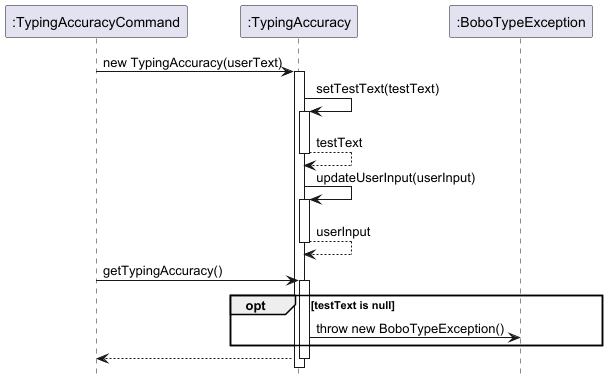 :TypingAccuracyCommand
:TypingAccuracy
:BoboTypeException
new TypingAccuracy(userText)
setTestText(testText)
testText
updateUserInput(userInput)
userInput
getTypingAccuracy()
opt
[testText is null]
throw new BoboTypeException()